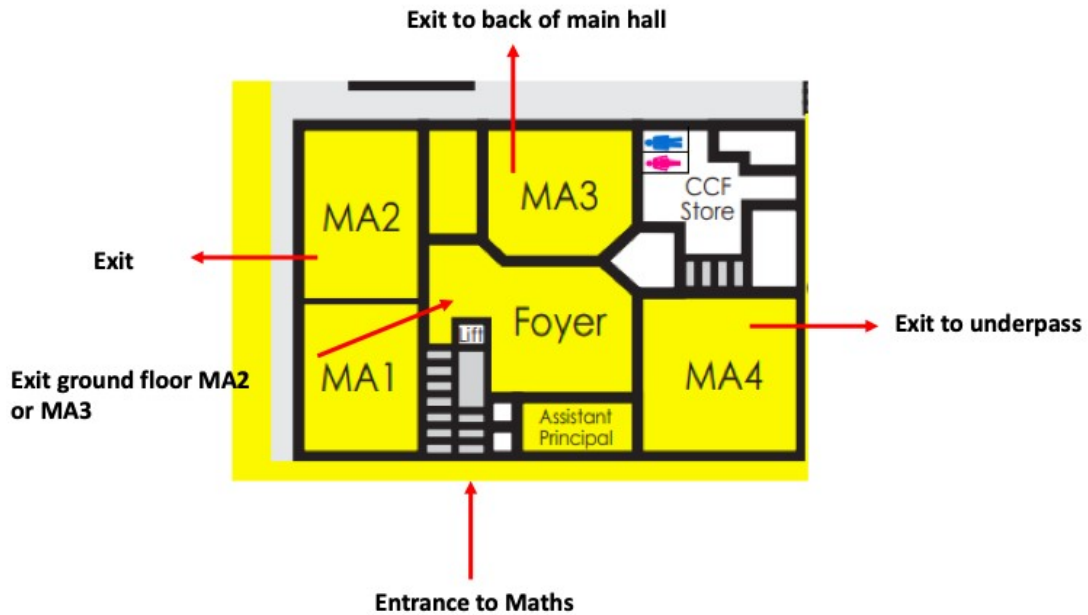 Exit to back of main hall
MA2
MA3
CCF
Store
Exit
Foyer
Exit to underpass
Lift
Exit ground floor MA2
or MA3
MA1
MA4
Assistant
Principal
Entrance to Maths